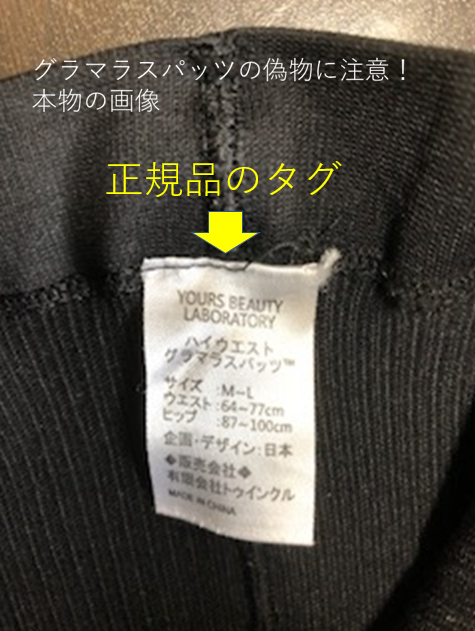 グラマラスパッツの偽物に注意！
本物の画像
正規品のタグ
YOURS BEAUTY
LABORATORY
ハイウエスト
グラマラスパッツ™
サイズ :M~L
ウエスト:64~77cm
ヒップ :87~100cm
企画・デザイン:日本
◆販売会社◆
有限会社トゥインクル
MADE IN CHINA